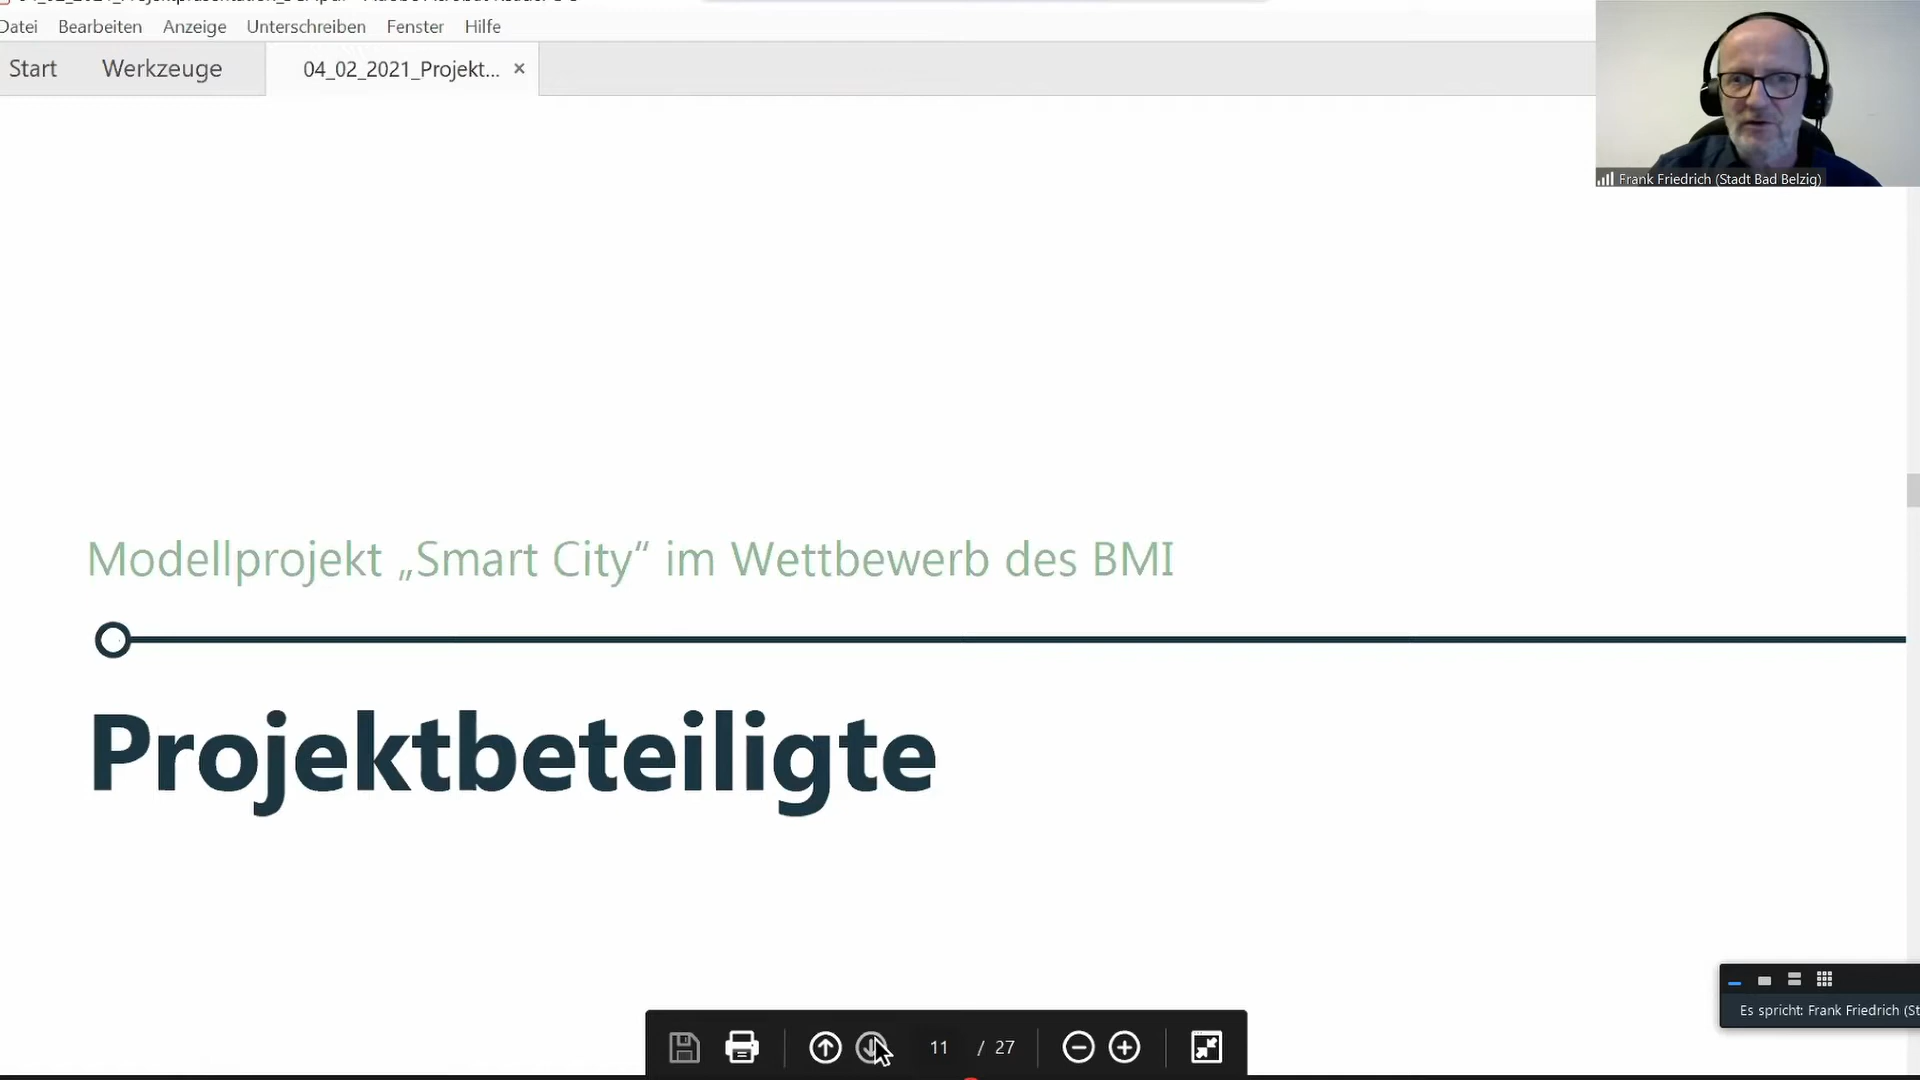 Datei Bearbeiten Anzeige Unterschreiben Fenster Hilfe
Start Werkzeuge 04_02_2021_Projekt... ×
Frank Friedrich (Stadt Bad Belzig)
Modellprojekt „Smart City“ im Wettbewerb des BMI
Projektbeteiligte
Es spricht: Frank Friedrich (St
11 / 27